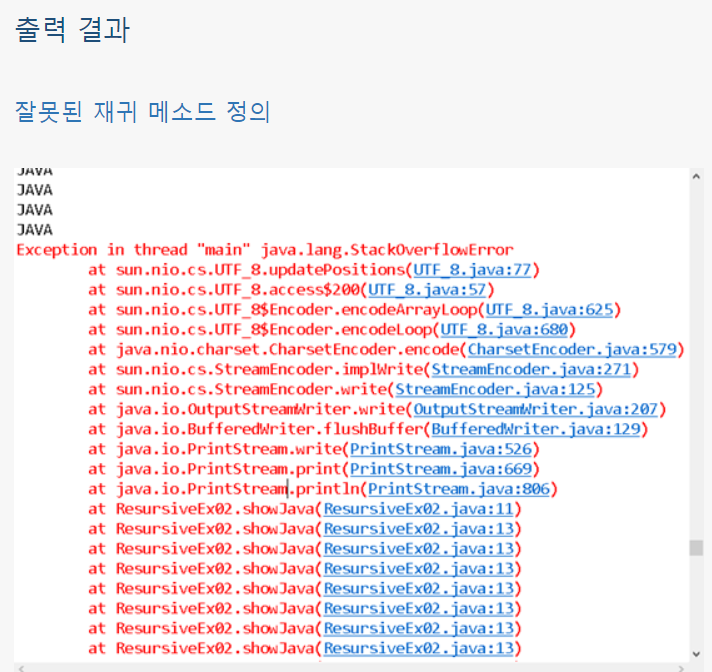 출력 결과
잘못된 재귀 메소드 정의
JAVA
JAVA
JAVA
JAVA
Exception in thread "main" java.lang.StackOverflowError
at sun.nio.cs.UTF_8.updatePositions(UTF_8.java:77)
at sun.nio.cs.UTF_8.access$200(UTF_8.java:57)
at sun.nio.cs.UTF_8$Encoder.encodeArrayLoop(UTF_8.java:625)
at sun.nio.cs.UTF_8$Encoder.encodeLoop(UTF_8.java:680)
at java.nio.charset.CharsetEncoder.encode(CharsetEncoder.java:579)
at sun.nio.cs.StreamEncoder.implWrite(StreamEncoder.java:271)
at sun.nio.cs.StreamEncoder.write(StreamEncoder.java:125)
at java.io.OutputStreamWriter.write(OutputStreamWriter.java:207)
at java.io.BufferedWriter.flushBuffer(BufferedWriter.java:129)
at java.io.PrintStream.write(PrintStream.java:526)
at java.io.PrintStream.print(PrintStream.java:669)
at java.io.PrintStream.println(PrintStream.java:806)
at ResursiveEx02.showJava(ResursiveEx02.java:11)
at ResursiveEx02.showJava(ResursiveEx02.java:13)
at ResursiveEx02.showJava(ResursiveEx02.java:13)
at ResursiveEx02.showJava(ResursiveEx02.java:13)
at ResursiveEx02.showJava(ResursiveEx02.java:13)
at ResursiveEx02.showJava(ResursiveEx02.java:13)
at ResursiveEx02.showJava(ResursiveEx02.java:13)
at ResursiveEx02.showJava(ResursiveEx02.java:13)